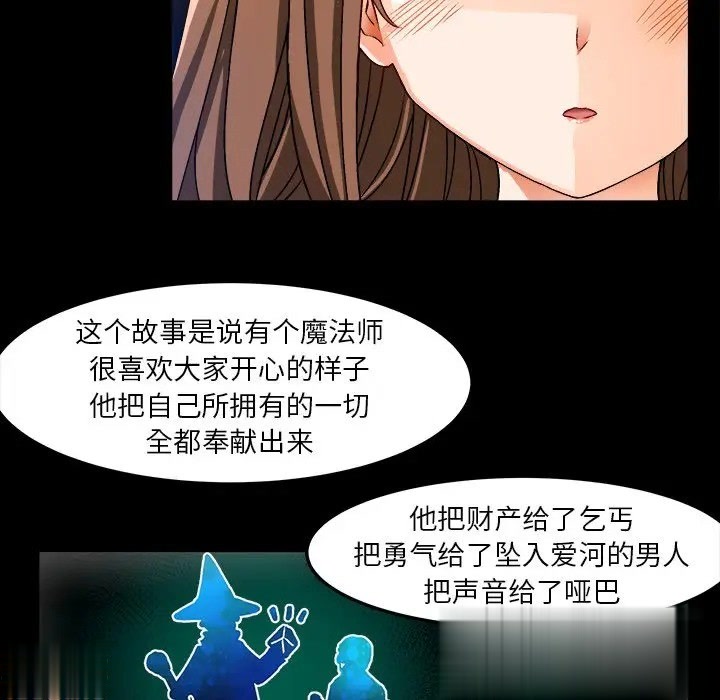 这个故事是说有个魔法师
很喜欢大家开心的样子
他把自己所拥有的一切
全都奉献出来
他把财产给了乞丐
把勇气给了坠入爱河的男人
把声音给了哑巴